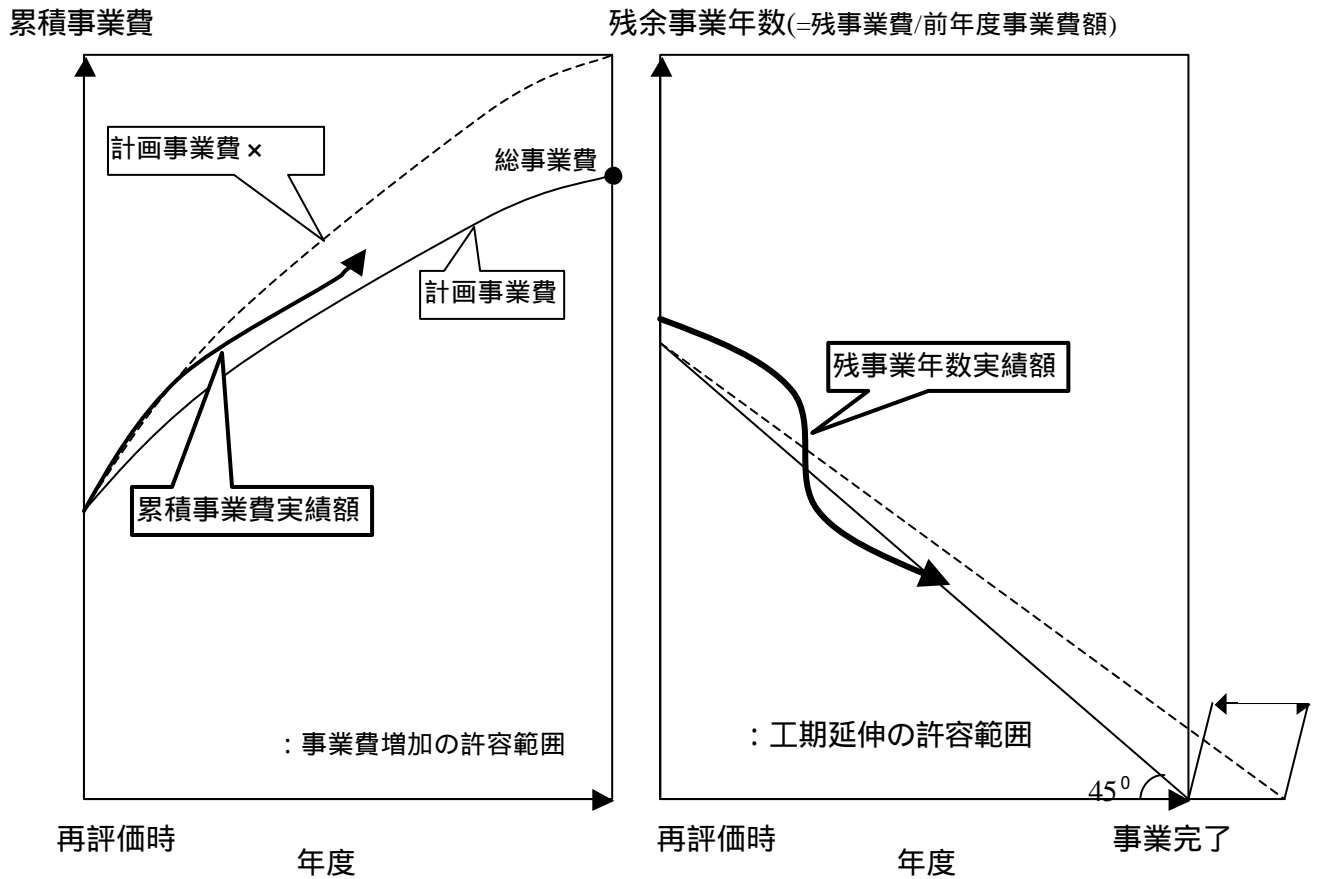 累積事業費
計画事業費×
総事業費
計画事業費
累積事業費実績額
：事業費増加の許容範囲
再評価時
年度
残余事業年数(=残事業費/前年度事業費額)
残事業年数実績額
：工期延伸の許容範囲
45⁰
再評価時
事業完了
年度